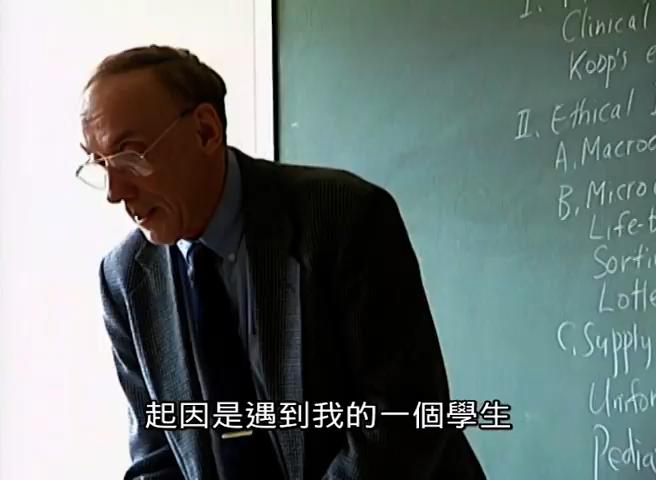 I.
Clinical
Koop's
II. Ethical
A. Macro
B. Micro
Life-
Sorti
Lotte
C. Supply
Unifor
Pedia
起因是遇到我的一個學生